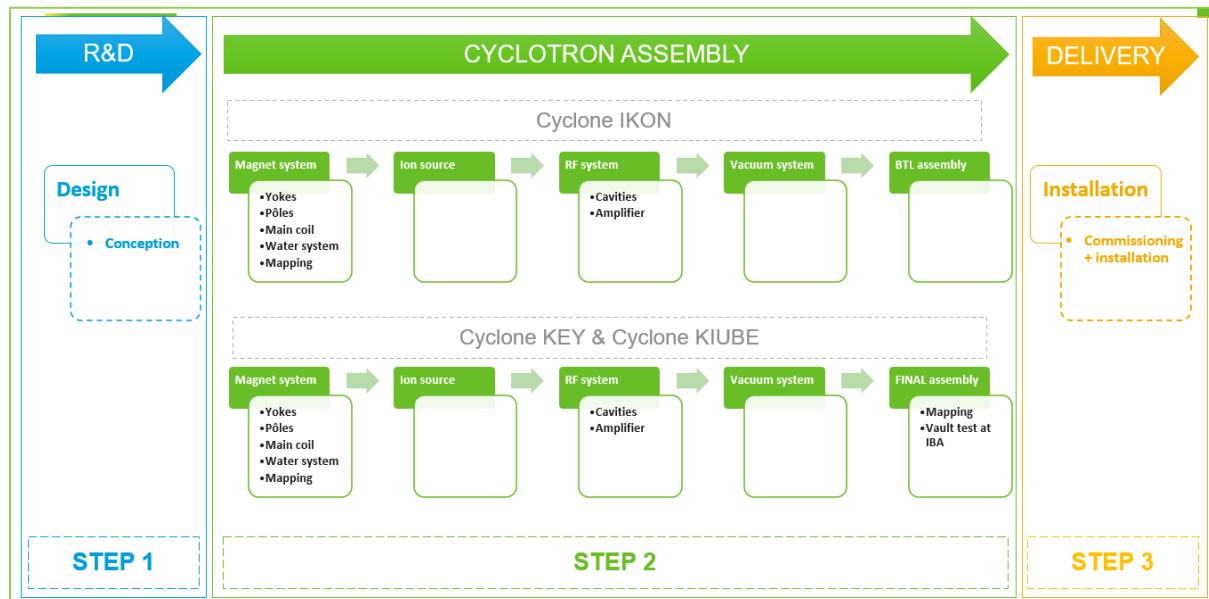 R&D
CYCLOTRON ASSEMBLY
DELIVERY
Cyclone IKON
Design
• Conception
Magnet system
•Yokes
•Pôles
•Main coil
•Water system
•Mapping
Ion source
RF system
•Cavities
•Amplifier
Vacuum system
BTL assembly
Installation
• Commissioning
+ installation
Cyclone KEY & Cyclone KIUBE
Magnet system
•Yokes
•Pôles
•Main coil
•Water system
•Mapping
Ion source
RF system
•Cavities
•Amplifier
Vacuum system
FINAL assembly
•Mapping
•Vault test at
IBA
STEP 1
STEP 2
STEP 3